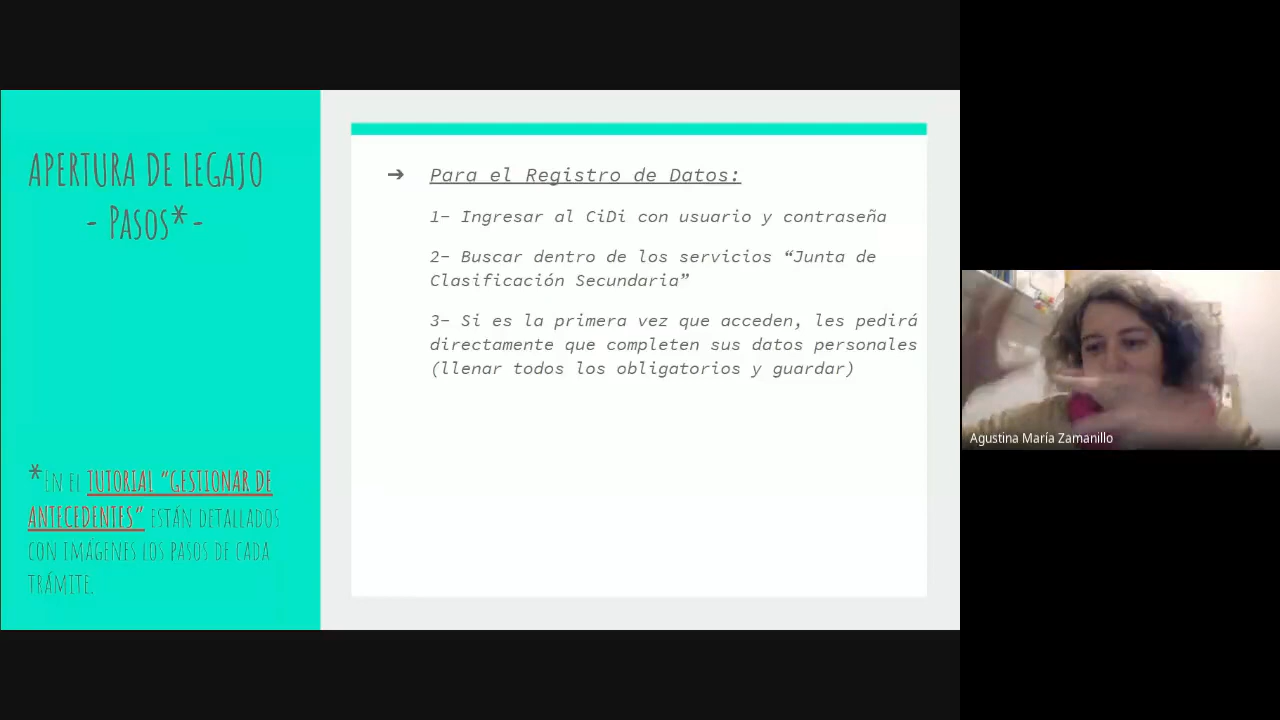 APERTURA DE LEGAJO
- PASOS* -
*EN EL TUTORIAL “GESTIONAR DE
ANTECEDENTES” ESTÁN DETALLADOS
CON IMÁGENES LOS PASOS DE CADA
TRÁMITE.
➔ Para el Registro de Datos:
1- Ingresar al CiDi con usuario y contraseña
2- Buscar dentro de los servicios “Junta de
Clasificación Secundaria”
3- Si es la primera vez que acceden, les pedirá
directamente que completen sus datos personales
(llenar todos los obligatorios y guardar)
Agustina María Zamanillo